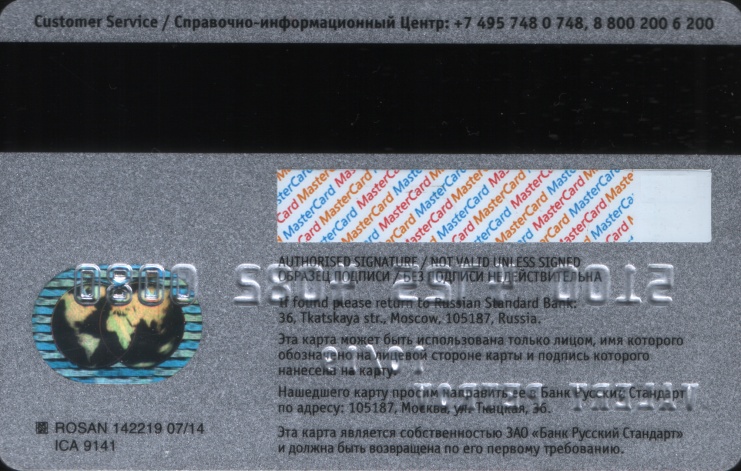 Customer Service / Справочно-информационный Центр: +7 495 748 0 748, 8 800 200 6 200
MasterCard MasterCard MasterCard
AUTHORISED SIGNATURE / NOT VALID UNLESS SIGNED
ОБРАЗЕЦ ПОДПИСИ / БЕЗ ПОДПИСИ НЕДЕЙСТВИТЕЛЬНА
If found please return to Russian Standard Bank:
36, Tkatskaya str., Moscow, 105187, Russia.
Эта карта может быть использована только лицом, имя которого
обозначено на лицевой стороне карты и подпись которого
нанесена на карту.
Нашедшего карту просим направить ее в Банк Русский Стандарт
по адресу: 105187, Москва, ул. Ткацкая, 36.
Эта карта является собственностью ЗАО «Банк Русский Стандарт»
и должна быть возвращена по его первому требованию.
ROSAN 142219 07/14
ICA 9141